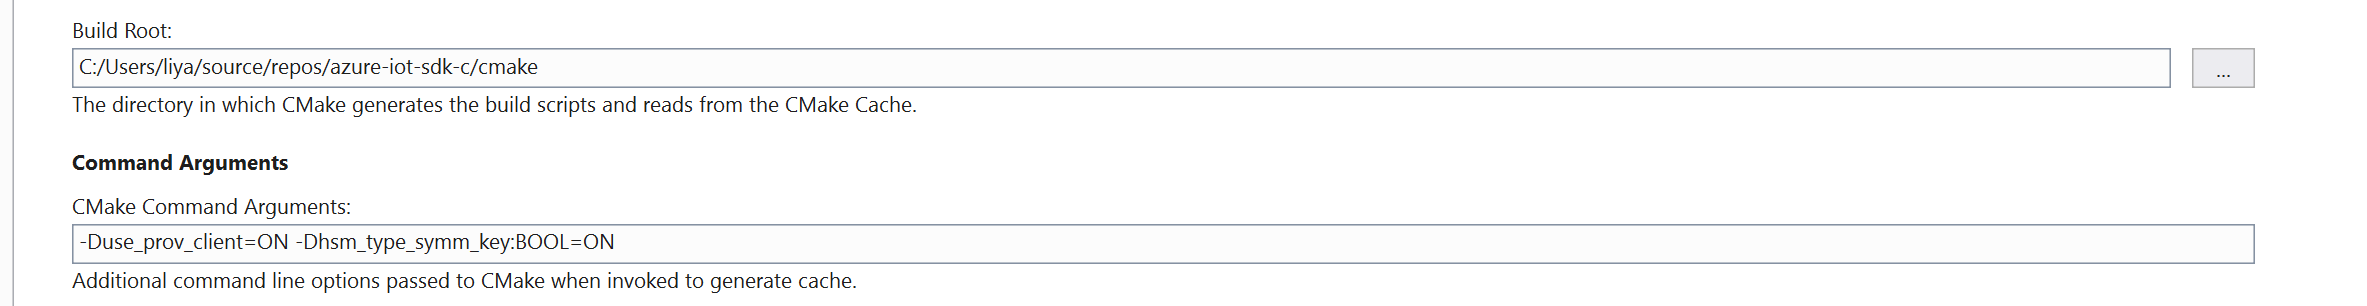 Build Root:
C:/Users/liya/source/repos/azure-iot-sdk-c/cmake
...
The directory in which CMake generates the build scripts and reads from the CMake Cache.
Command Arguments
CMake Command Arguments:
-Duse_prov_client=ON -Dhsm_type_symm_key:BOOL=ON
Additional command line options passed to CMake when invoked to generate cache.